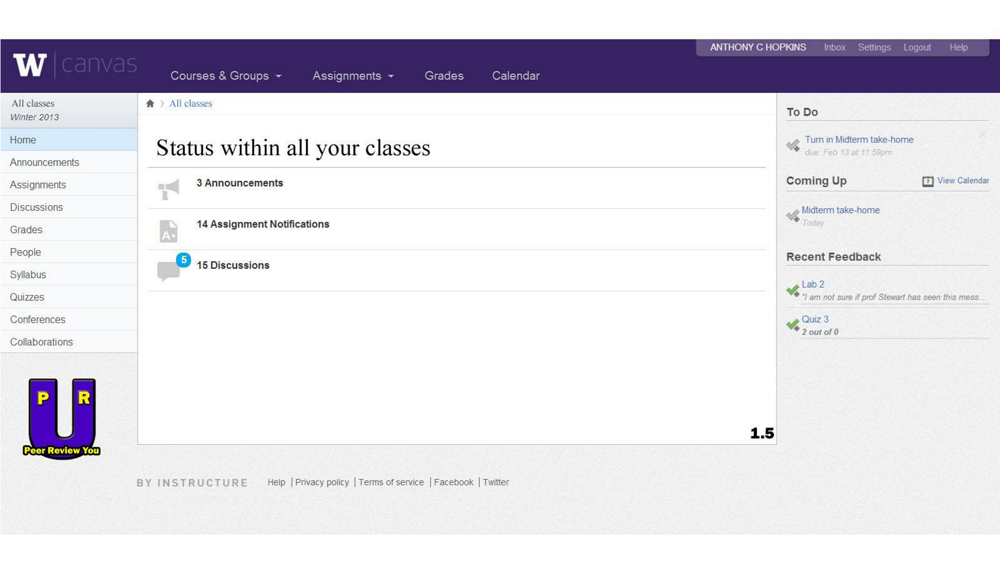 ANTHONY C HOPKINS Inbox Settings Logout Help
W canvas
Courses & Groups Assignments Grades Calendar
All classes
Winter 2013
Home
Announcements
Assignments
Discussions
Grades
People
Syllabus
Quizzes
Conferences
Collaborations
P R
U
Peer Review You
All classes
Status within all your classes
3 Announcements
A+
14 Assignment Notifications
5
15 Discussions
1.5
To Do
Turn in Midterm take-home
due: Feb 13 at 11:59pm
Coming Up 7 View Calendar
Midterm take-home
Today
Recent Feedback
Lab 2
"I am not sure if prof Stewart has seen this mess...
Quiz 3
2 out of 0
BY INSTRUCTURE Help | Privacy policy | Terms of service | Facebook | Twitter